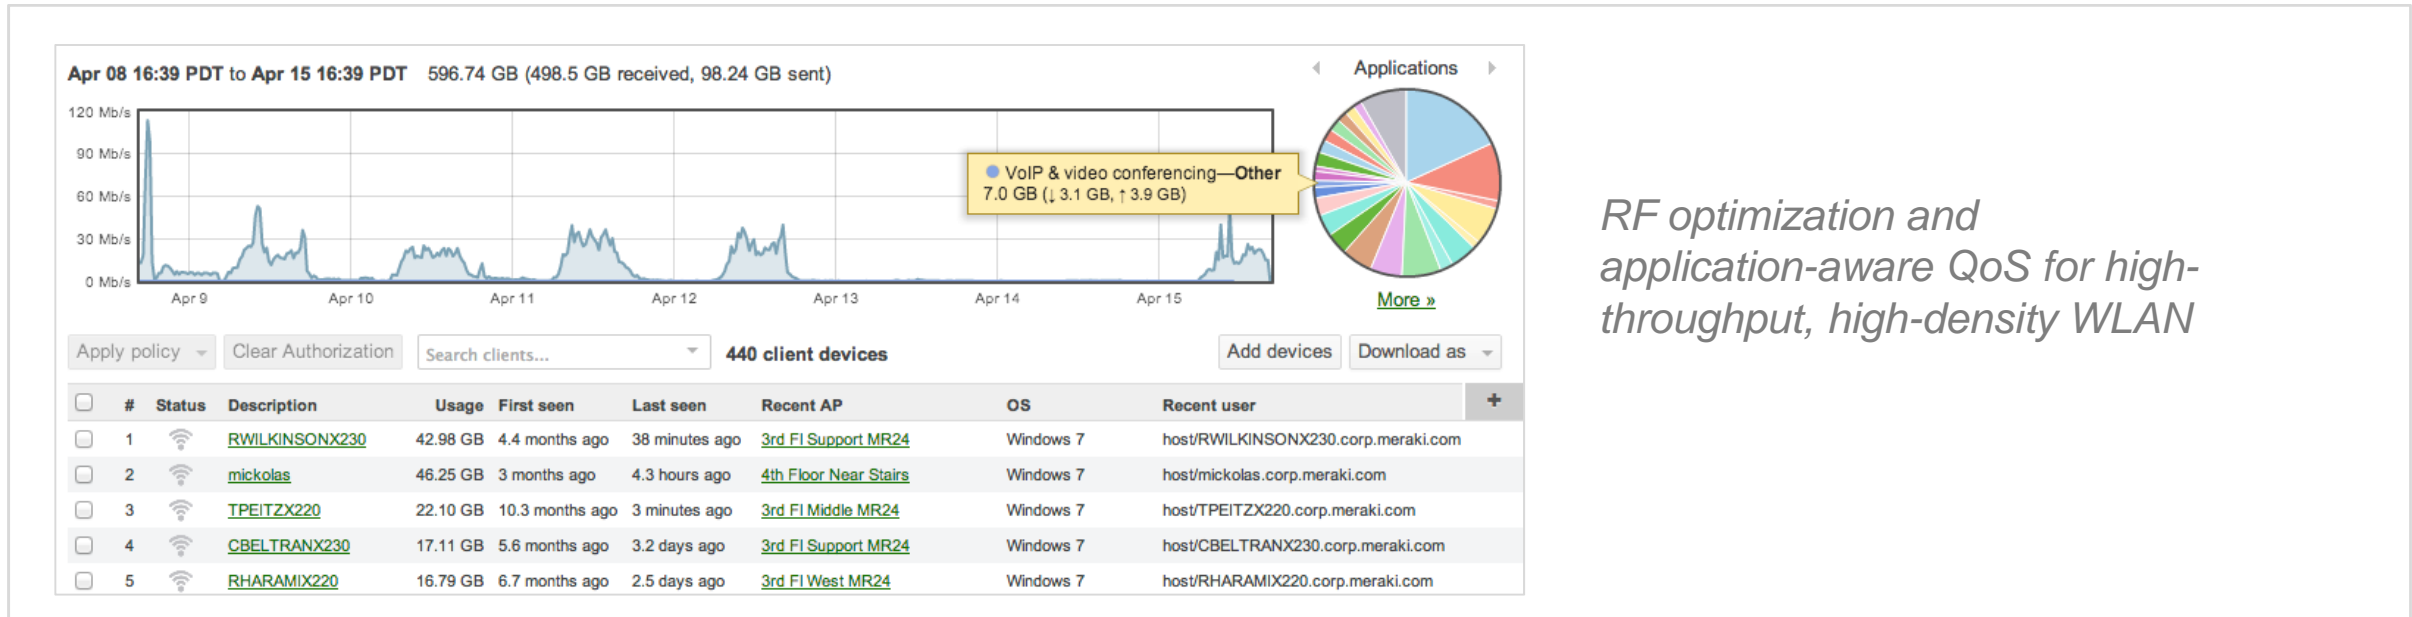 Apr 08 16:39 PDT to Apr 15 16:39 PDT 596.74 GB (498.5 GB received, 98.24 GB sent)
Applications
120 Mb/s
90 Mb/s
60 Mb/s
30 Mb/s
0 Mb/s
Apr 9 Apr 10 Apr 11 Apr 12 Apr 13 Apr 14 Apr 15
VoIP & video conferencing—Other
7.0 GB (↓ 3.1 GB, ↑ 3.9 GB)
More »
Apply policy Clear Authorization Search clients... 440 client devices Add devices Download as
# Status Description Usage First seen Last seen Recent AP OS Recent user +
1 RWILKINSONX230 42.98 GB 4.4 months ago 38 minutes ago 3rd Fl Support MR24 Windows 7 host/RWILKINSONX230.corp.meraki.com
2 mickolas 46.25 GB 3 months ago 4.3 hours ago 4th Floor Near Stairs Windows 7 host/mickolas.corp.meraki.com
3 TPEITZX220 22.10 GB 10.3 months ago 3 minutes ago 3rd Fl Middle MR24 Windows 7 host/TPEITZX220.corp.meraki.com
4 CBELTRANX230 17.11 GB 5.6 months ago 3.2 days ago 3rd Fl Support MR24 Windows 7 host/CBELTRANX230.corp.meraki.com
5 RHARAMIX220 16.79 GB 6.7 months ago 2.5 days ago 3rd Fl West MR24 Windows 7 host/RHARAMIX220.corp.meraki.com
RF optimization and
application-aware QoS for high-
throughput, high-density WLAN